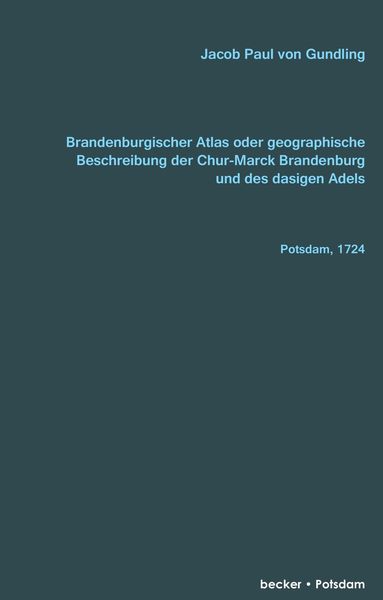 Jacob Paul von Gundling
Brandenburgischer Atlas oder geographische
Beschreibung der Chur-Marck Brandenburg
und des dasigen Adels
Potsdam, 1724
becker • Potsdam